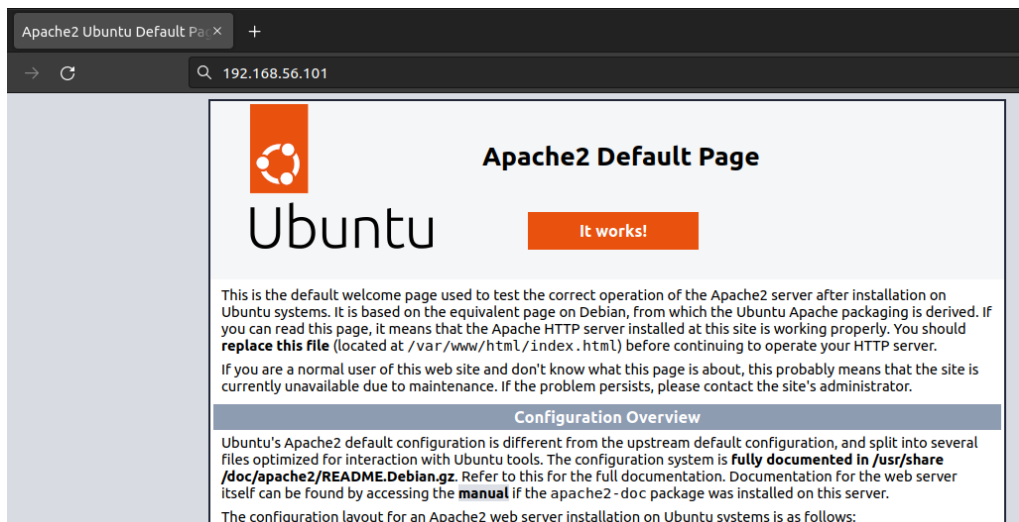 Apache2 Ubuntu Default Pag
192.168.56.101
Apache2 Default Page
Ubuntu
It works!
This is the default welcome page used to test the correct operation of the Apache2 server after installation on
Ubuntu systems. It is based on the equivalent page on Debian, from which the Ubuntu Apache packaging is derived. If
you can read this page, it means that the Apache HTTP server installed at this site is working properly. You should
replace this file (located at /var/www/html/index.html) before continuing to operate your HTTP server.
If you are a normal user of this web site and don't know what this page is about, this probably means that the site is
currently unavailable due to maintenance. If the problem persists, please contact the site's administrator.
Configuration Overview
Ubuntu's Apache2 default configuration is different from the upstream default configuration, and split into several
files optimized for interaction with Ubuntu tools. The configuration system is fully documented in /usr/share
/doc/apache2/README.Debian.gz. Refer to this for the full documentation. Documentation for the web server
itself can be found by accessing the manual if the apache2-doc package was installed on this server.
The configuration layout for an Apache2 web server installation on Ubuntu systems is as follows: